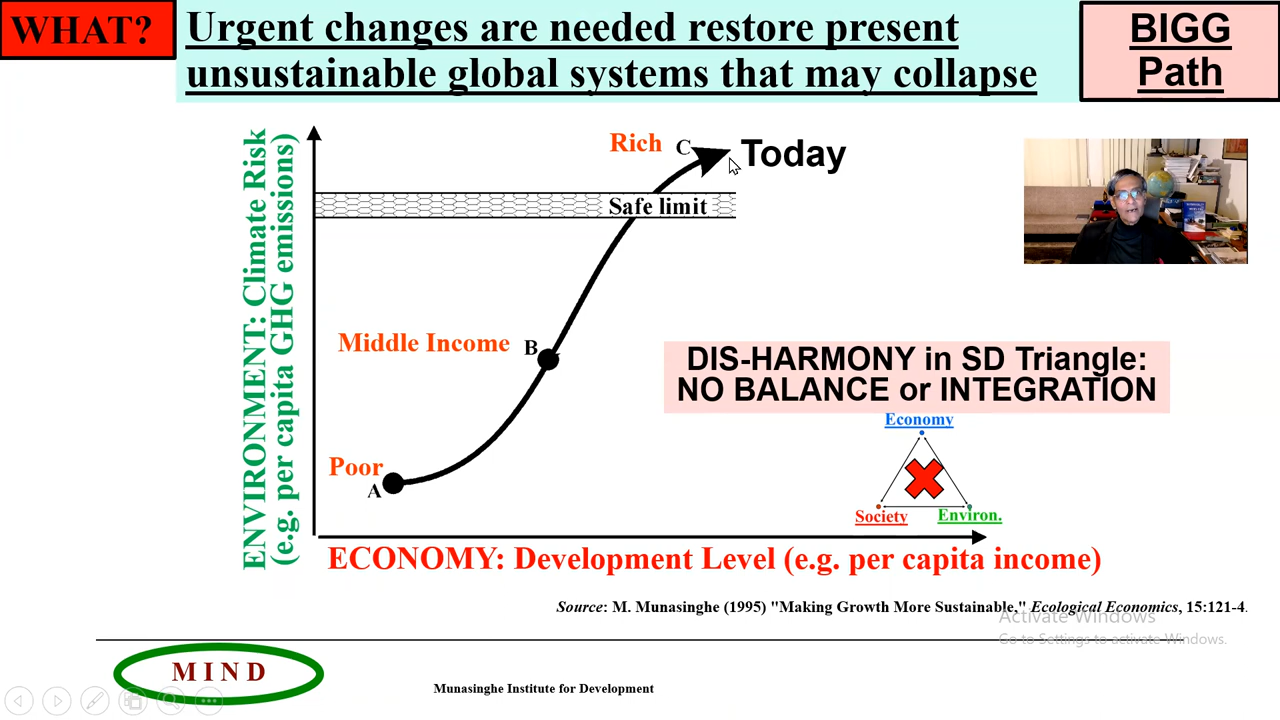 WHAT?
Urgent changes are needed restore present
unsustainable global systems that may collapse
BIGG
Path
ENVIRONMENT: Climate Risk
(e.g. per capita GHG emissions)
Rich C
Today
Safe limit
Middle Income B
Poor
A
DIS-HARMONY in SD Triangle:
NO BALANCE or INTEGRATION
Economy
Society Environ.
ECONOMY: Development Level (e.g. per capita income)
Source: M. Munasinghe (1995) "Making Growth More Sustainable," Ecological Economics, 15:121-4.
Activate Windows
Go to Settings to activate Windows.
MIND
Munasinghe Institute for Development